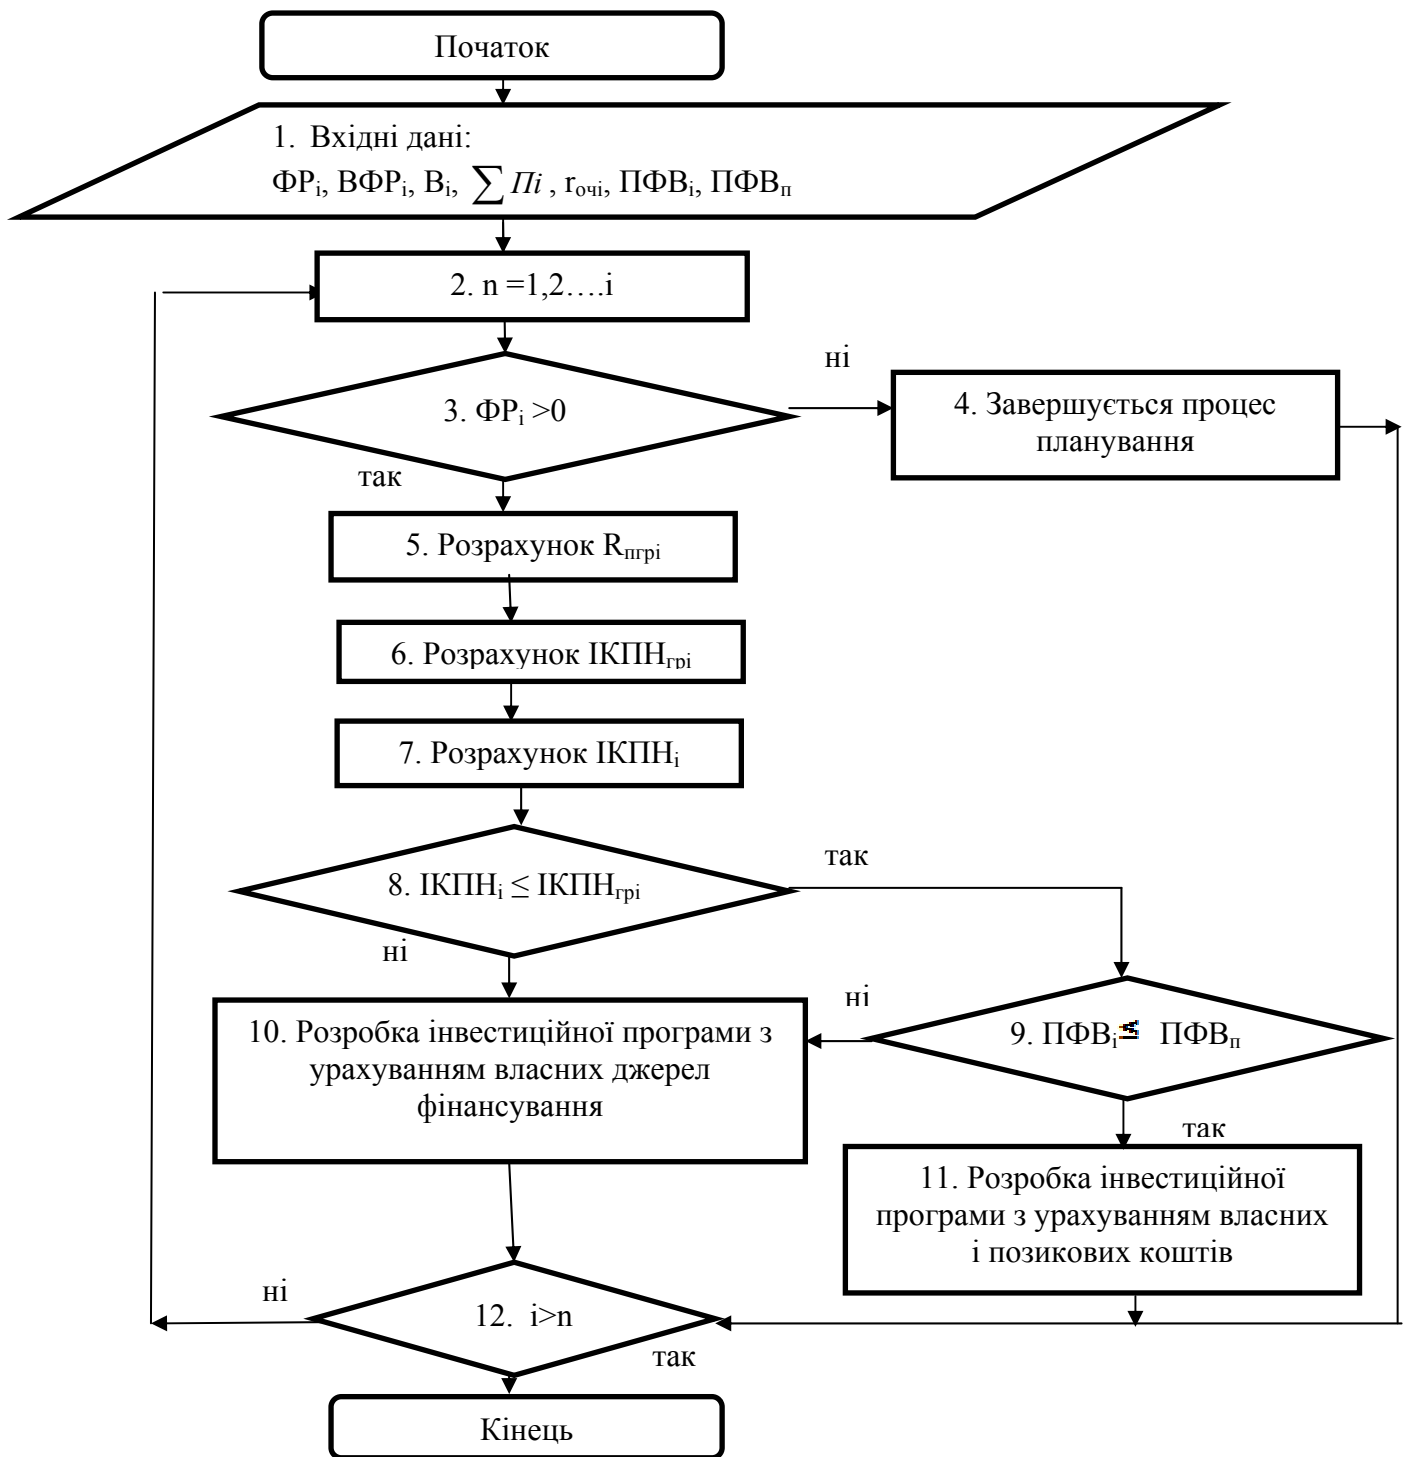 Початок
1. Вхідні дані:
ФРі, ВФРі, Ві, ∑Пі , rочі, ПФВі, ПФВп
2. n =1,2….i
3. ФРі >0
ні
4. Завершується процес
планування
так
5. Розрахунок Rпгрі
6. Розрахунок ІКПНгрі
7. Розрахунок ІКПНі
8. ІКПНі ≤ ІКПНгрі
так
ні
ні
9. ПФВі ≤ ПФВп
10. Розробка інвестиційної програми з
урахуванням власних джерел
фінансування
так
11. Розробка інвестиційної
програми з урахуванням власних
і позикових коштів
ні
12. i>n
так
Кінець